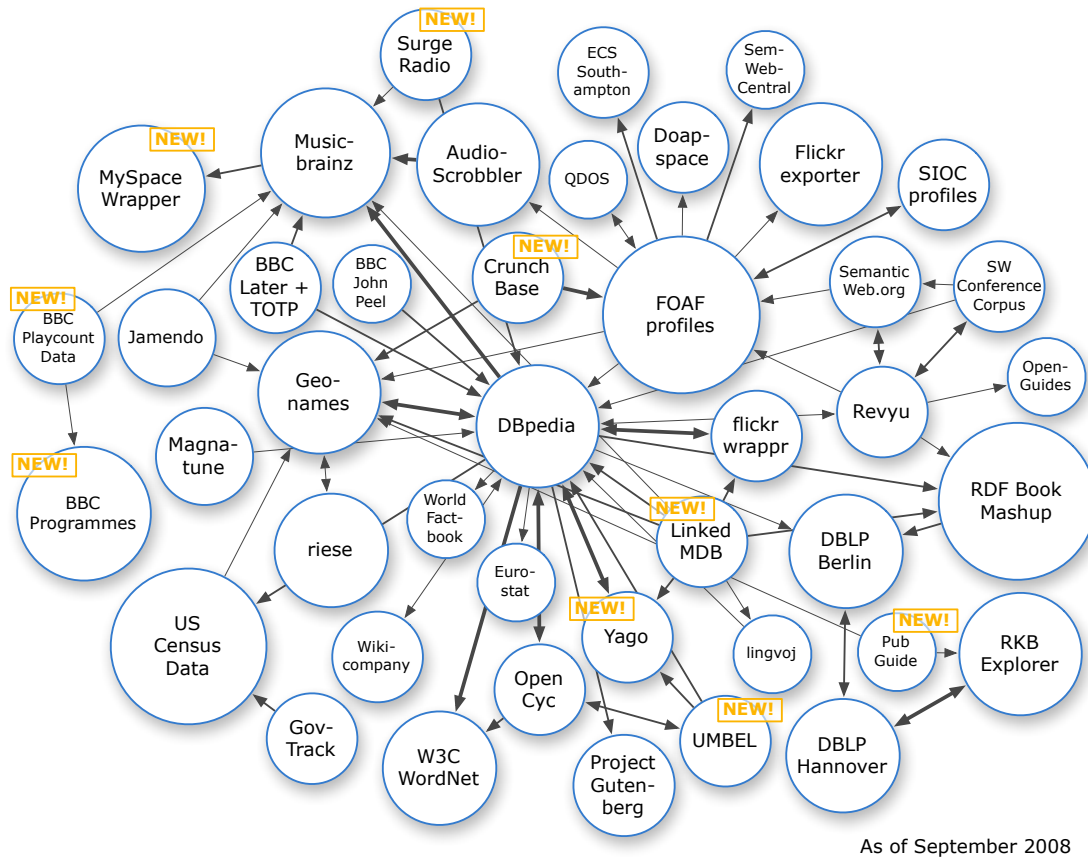 NEW!
Surge
Radio
ECS
South-
ampton
Sem-
Web-
Central
NEW!
MySpace
Wrapper
Music-
brainz
Audio-
Scrobbler
QDOS
Doap-
space
Flickr
exporter
SIOC
profiles
NEW!
BBC
Playcount
Data
Jamendo
BBC
Later +
TOTP
BBC
John
Peel
NEW!
Crunch
Base
FOAF
profiles
Semantic
Web.org
SW
Conference
Corpus
Geo-
names
DBpedia
flickr
wrappr
Revyu
Open-
Guides
Magna-
tune
NEW!
BBC
Programmes
riese
World
Fact-
book
Euro-
stat
NEW!
Linked
MDB
DBLP
Berlin
RDF Book
Mashup
US
Census
Data
Wiki-
company
NEW!
Yago
lingvoj
NEW!
Pub
Guide
RKB
Explorer
Gov-
Track
Open
Cyc
W3C
WordNet
Project
Guten-
berg
NEW!
UMBEL
DBLP
Hannover
As of September 2008